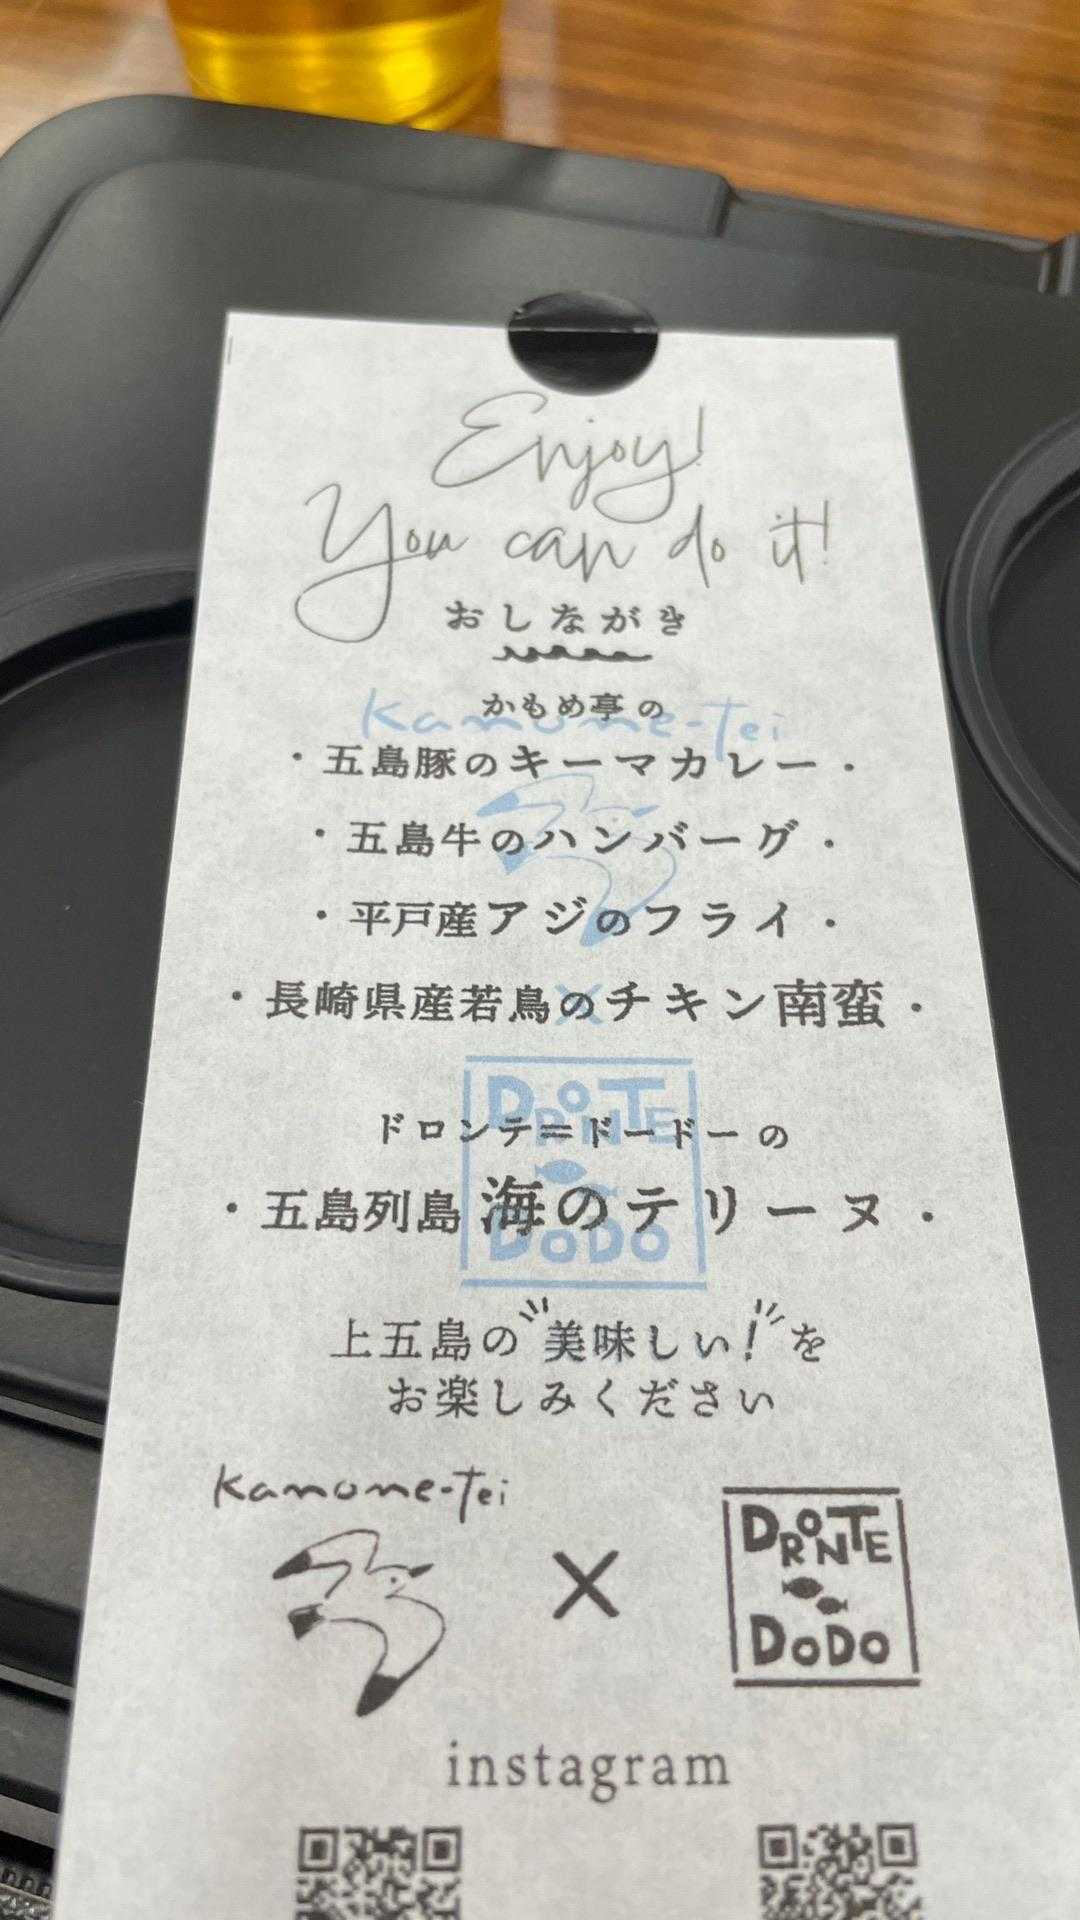 Enjoy!
You can do it!
おしながき
Kamome-Tei
かもめ亭の
・五島豚のキーマカレー・
・五島牛のハンバーグ・
・平戸産アジのフライ・
・長崎県産若鳥のチキン南蛮・
×
DRONTE
ドロンテ=ドードーの
・五島列島 海のテリーヌ・
DODO
上五島の"美味しい!"を
お楽しみください
Kamome-Tei
×
DRONTE
DODO
instagram